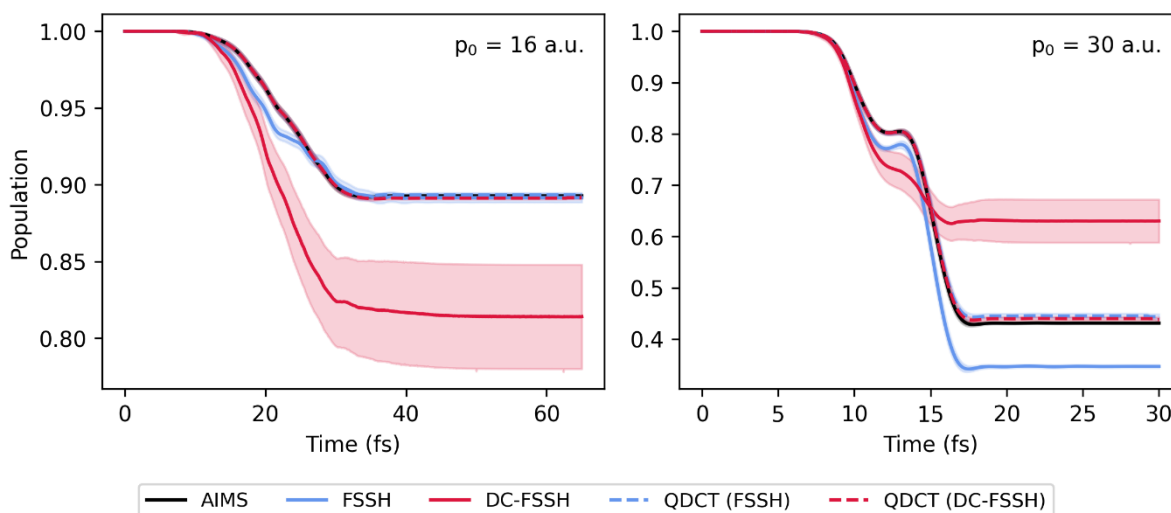 p₀ = 16 a.u.
p₀ = 30 a.u.
Population
1.00
0.95
0.90
0.85
0.80
1.0
0.9
0.8
0.7
0.6
0.5
0.4
0 20 40 60
0 5 10 15 20 25 30
Time (fs)
Time (fs)
AIMS FSSH DC-FSSH QDCT (FSSH) QDCT (DC-FSSH)